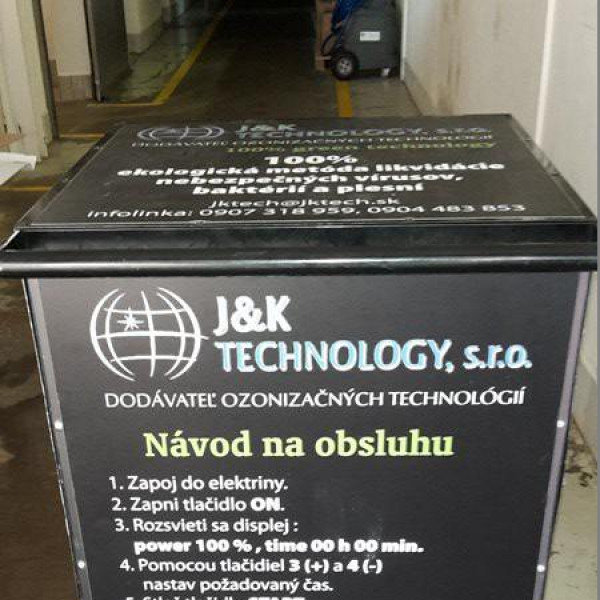 J&K
TECHNOLOGY, s.r.o.
DODÁVATEĽ OZONIZAČNÝCH TECHNOLÓGIÍ
100% green technology
100%
ekologická metóda likvidácie
nebezpečných vírusov,
baktérií a plesní
jktech@jktech.sk
infolinka: 0907 318 959, 0904 483 853
J&K
TECHNOLOGY, s.r.o.
DODÁVATEĽ OZONIZAČNÝCH TECHNOLÓGIÍ
Návod na obsluhu
1. Zapoj do elektriny.
2. Zapni tlačidlo ON.
3. Rozsvieti sa displej :
power 100 % , time 00 h 00 min.
4. Pomocou tlačidiel 3 (+) a 4 (-)
nastav požadovaný čas.